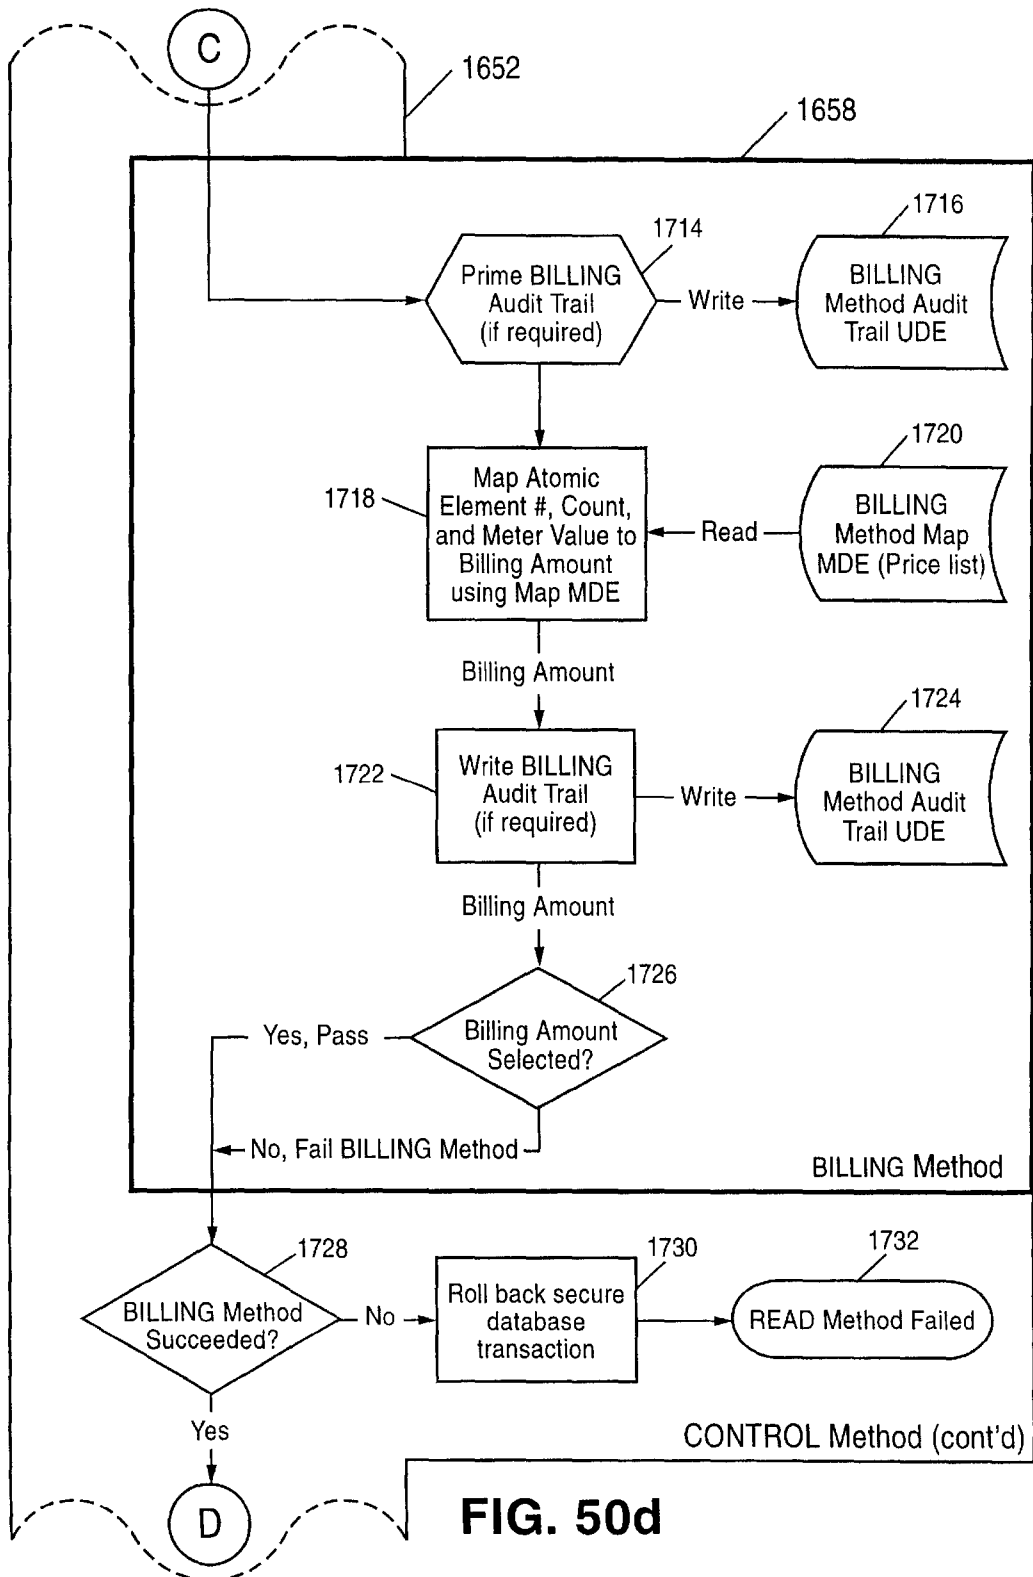 C
1652
1658
1714
1716
Prime BILLING
Audit Trail
(if required)
Write
BILLING
Method Audit
Trail UDE
1718
Map Atomic
Element #, Count,
and Meter Value to
Billing Amount
using Map MDE
Read
1720
BILLING
Method Map
MDE (Price list)
Billing Amount
1722
Write BILLING
Audit Trail
(if required)
Write
1724
BILLING
Method Audit
Trail UDE
Billing Amount
1726
Billing Amount
Selected?
Yes, Pass
No, Fail BILLING Method
BILLING Method
1728
BILLING Method
Succeeded?
No
1730
Roll back secure
database
transaction
1732
READ Method Failed
Yes
CONTROL Method (cont'd)
D
FIG. 50d